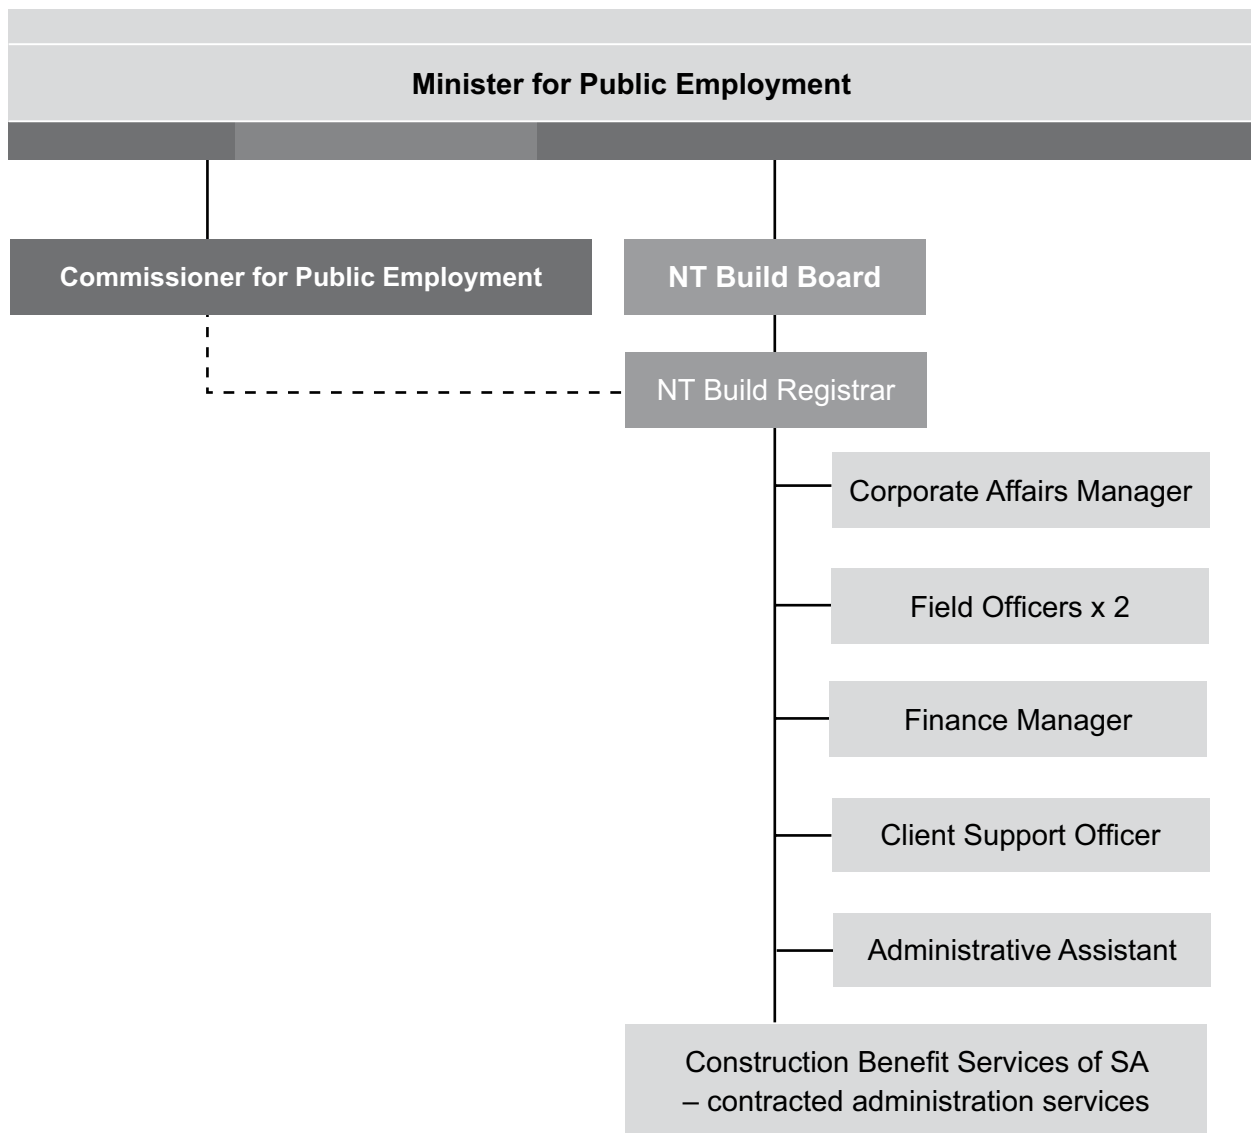 Minister for Public Employment
Commissioner for Public Employment
NT Build Board
NT Build Registrar
Corporate Affairs Manager
Field Officers x 2
Finance Manager
Client Support Officer
Administrative Assistant
Construction Benefit Services of SA
– contracted administration services